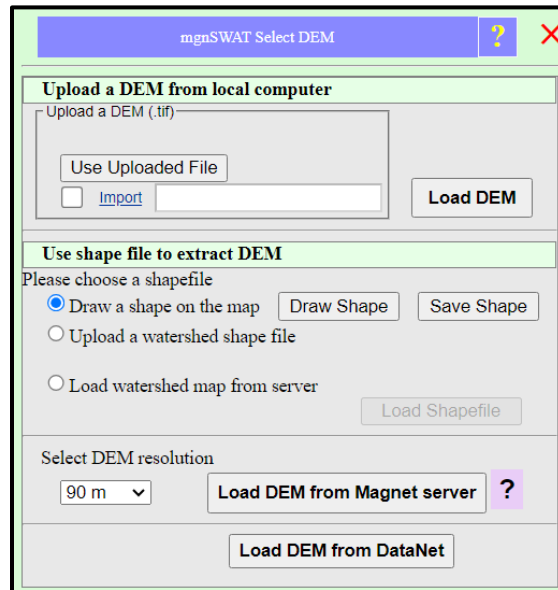 mgnSWAT Select DEM ?
Upload a DEM from local computer
Upload a DEM (.tif)
Use Uploaded File
Import
Load DEM
Use shape file to extract DEM
Please choose a shapefile
Draw a shape on the map Draw Shape Save Shape
Upload a watershed shape file
Load watershed map from server
Load Shapefile
Select DEM resolution
90 m Load DEM from Magnet server ?
Load DEM from DataNet